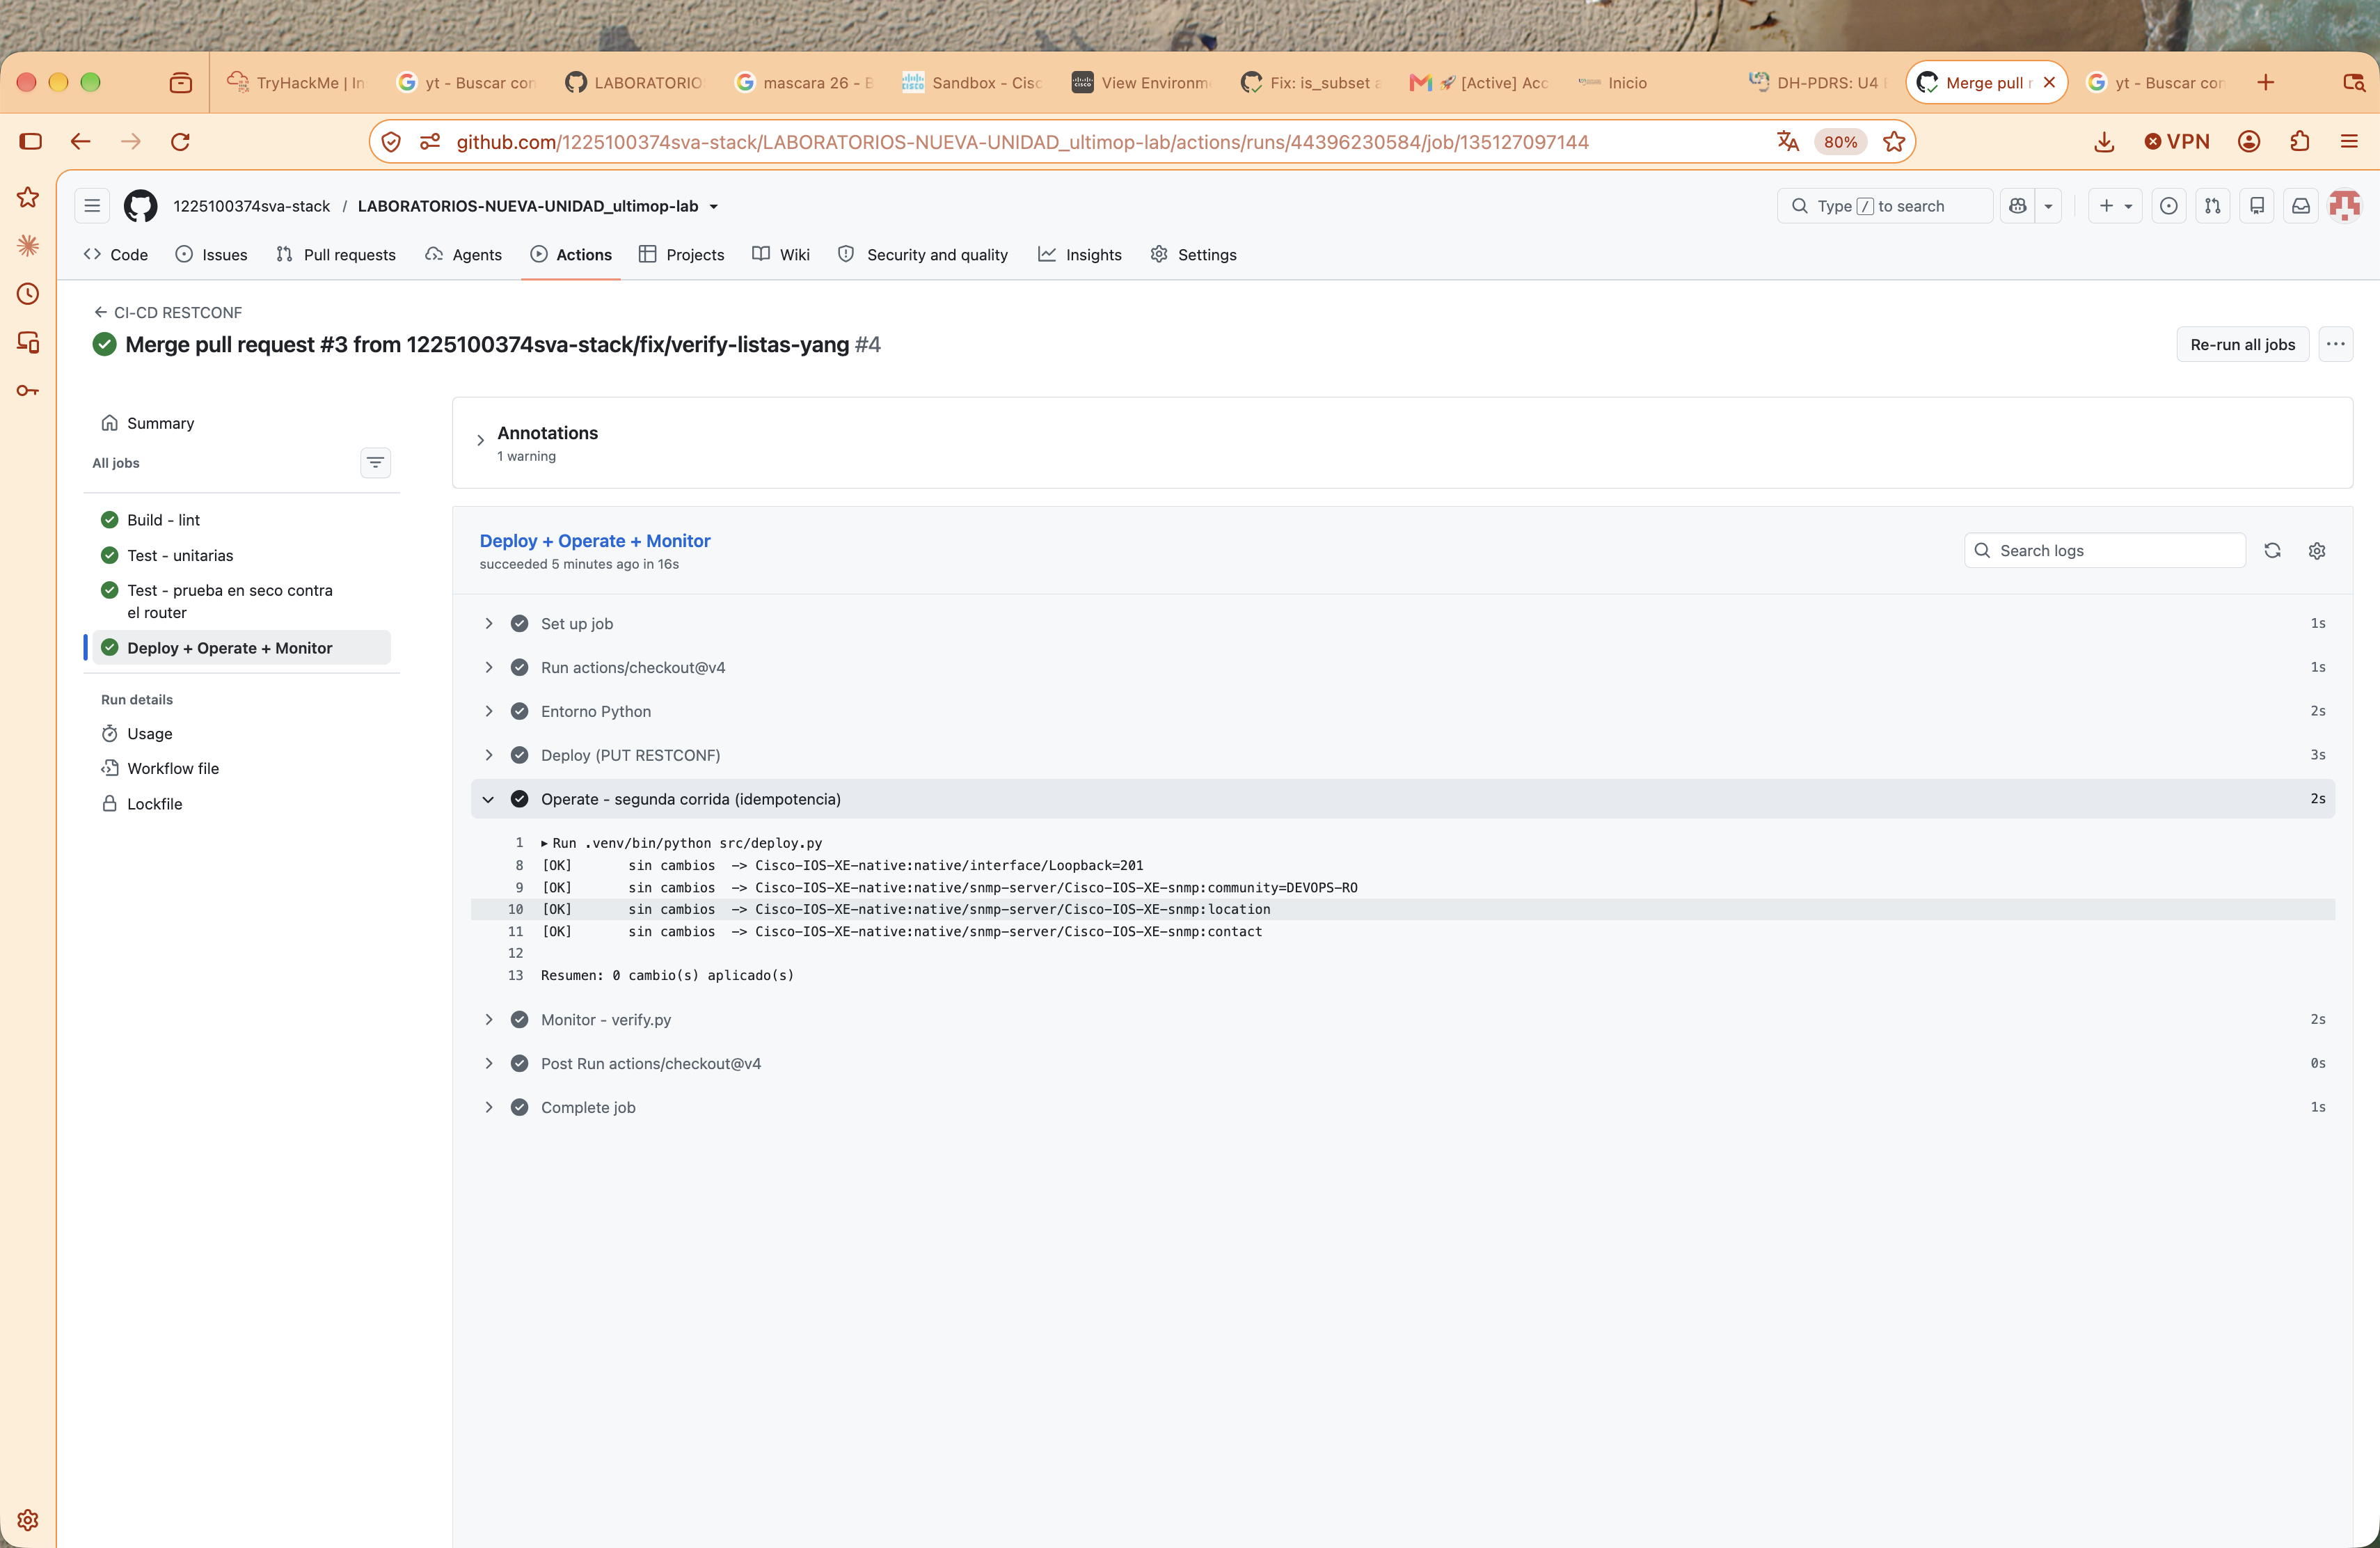 TryHackMe | In
yt - Buscar con
LABORATORIO
mascara 26 - B
Sandbox - Cisc
View Environm
Fix: is_subset a
[Active] Acc
Inicio
DH-PDRS: U4
Merge pull r
yt - Buscar con
github.com/1225100374sva-stack/LABORATORIOS-NUEVA-UNIDAD_ultimop-lab/actions/runs/44396230584/job/135127097144
80%
VPN
1225100374sva-stack / LABORATORIOS-NUEVA-UNIDAD_ultimop-lab
Type / to search
Code
Issues
Pull requests
Agents
Actions
Projects
Wiki
Security and quality
Insights
Settings
CI-CD RESTCONF
Merge pull request #3 from 1225100374sva-stack/fix/verify-listas-yang #4
Re-run all jobs
Summary
All jobs
Build - lint
Test - unitarias
Test - prueba en seco contra
el router
Deploy + Operate + Monitor
Run details
Usage
Workflow file
Lockfile
Annotations
1 warning
Deploy + Operate + Monitor
succeeded 5 minutes ago in 16s
Search logs
Set up job 1s
Run actions/checkout@v4 1s
Entorno Python 2s
Deploy (PUT RESTCONF) 3s
Operate - segunda corrida (idempotencia) 2s
1 ▸ Run .venv/bin/python src/deploy.py
8 [OK] sin cambios -> Cisco-IOS-XE-native:native/interface/Loopback=201
9 [OK] sin cambios -> Cisco-IOS-XE-native:native/snmp-server/Cisco-IOS-XE-snmp:community=DEVOPS-RO
10 [OK] sin cambios -> Cisco-IOS-XE-native:native/snmp-server/Cisco-IOS-XE-snmp:location
11 [OK] sin cambios -> Cisco-IOS-XE-native:native/snmp-server/Cisco-IOS-XE-snmp:contact
12
13 Resumen: 0 cambio(s) aplicado(s)
Monitor - verify.py 2s
Post Run actions/checkout@v4 0s
Complete job 1s